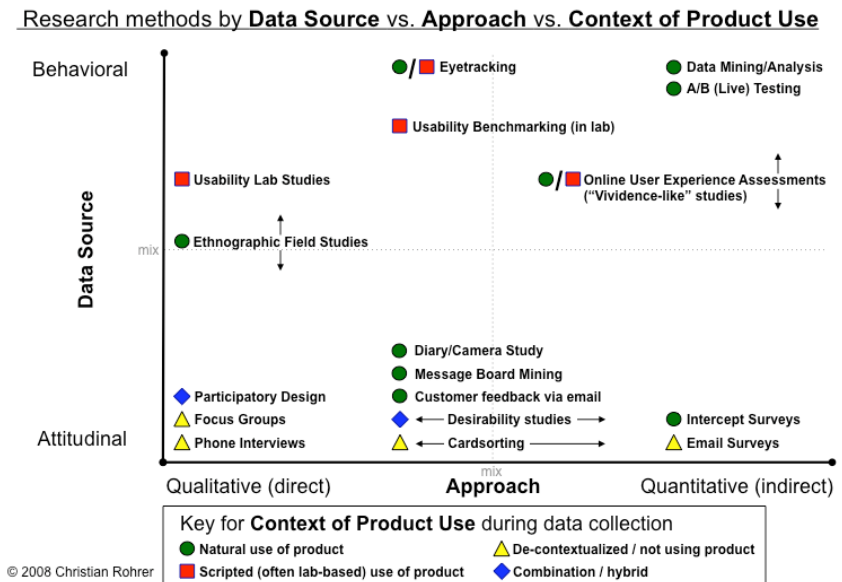 Research methods by Data Source vs. Approach vs. Context of Product Use
Behavioral
/ Eyetracking
Data Mining/Analysis
A/B (Live) Testing
Usability Benchmarking (in lab)
Usability Lab Studies
/ Online User Experience Assessments
("Vividence-like" studies)
Data Source
Ethnographic Field Studies
mix
Diary/Camera Study
Message Board Mining
Participatory Design
Customer feedback via email
Focus Groups
Desirability studies
Intercept Surveys
Attitudinal
Phone Interviews
Cardsorting
Email Surveys
mix
Qualitative (direct)
Approach
Quantitative (indirect)
Key for Context of Product Use during data collection
Natural use of product
De-contextualized / not using product
© 2008 Christian Rohrer
Scripted (often lab-based) use of product
Combination / hybrid